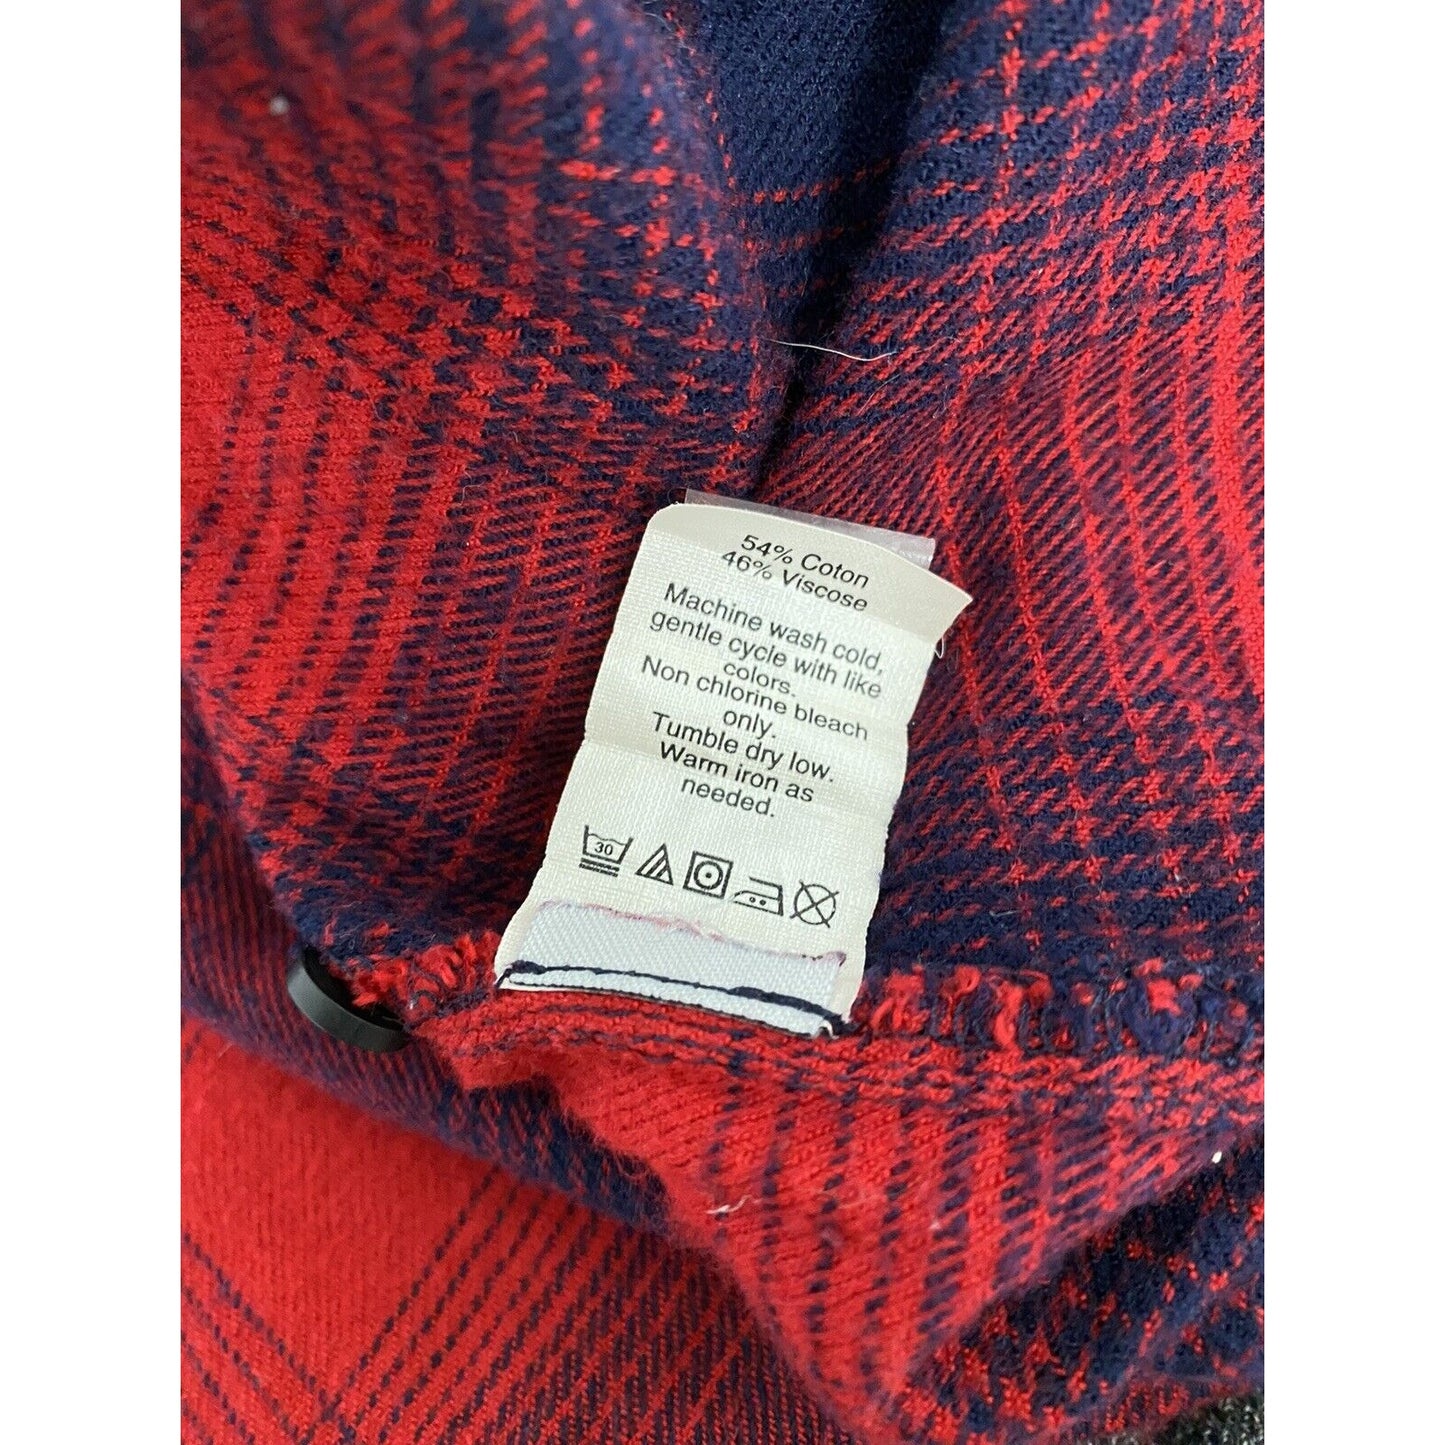 54% Coton
46% Viscose
Machine wash cold,
gentle cycle with like
colors.
Non chlorine bleach
only.
Tumble dry low.
Warm iron as
needed.
30